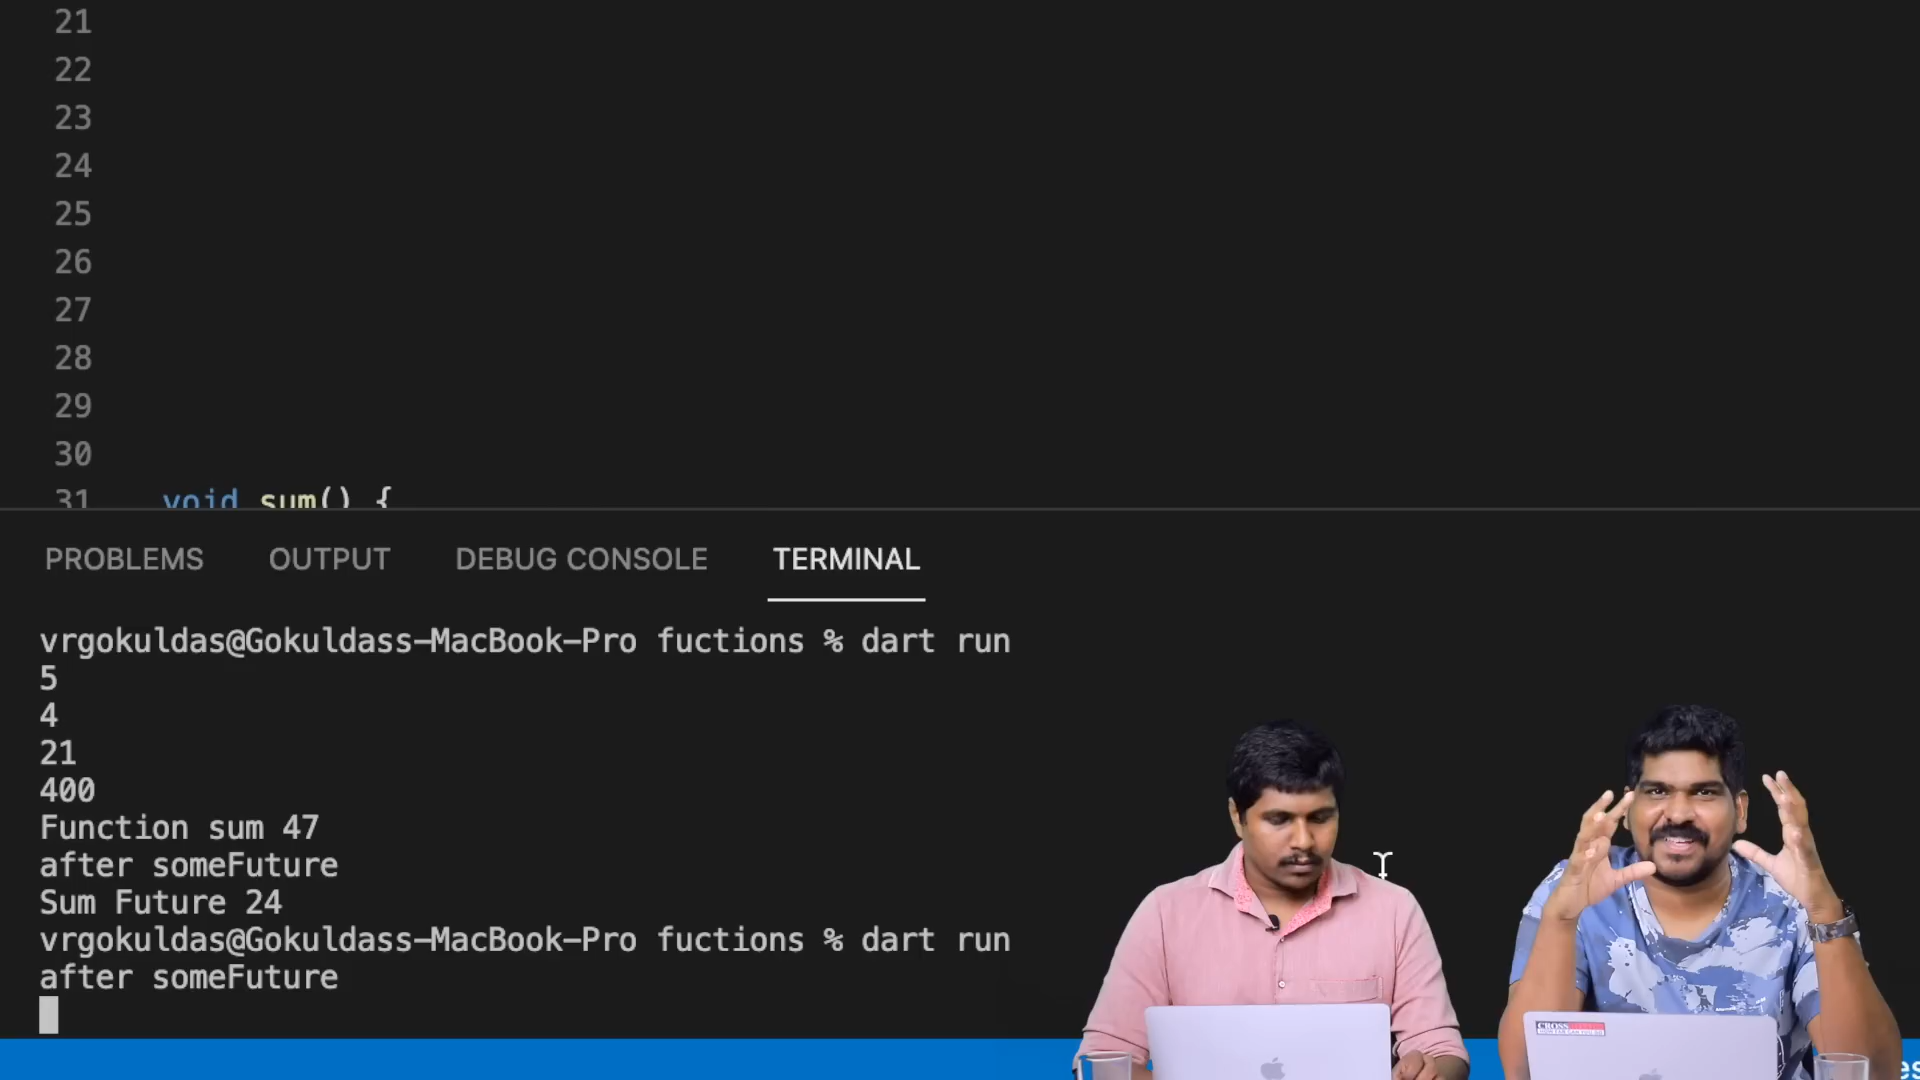 21
22
23
24
25
26
27
28
29
30
31 void sum() {
PROBLEMS OUTPUT DEBUG CONSOLE TERMINAL
vrgokuldas@Gokuldass-MacBook-Pro fuctions % dart run
5
4
21
400
Function sum 47
after someFuture
Sum Future 24
vrgokuldas@Gokuldass-MacBook-Pro fuctions % dart run
after someFuture
CROSS
es